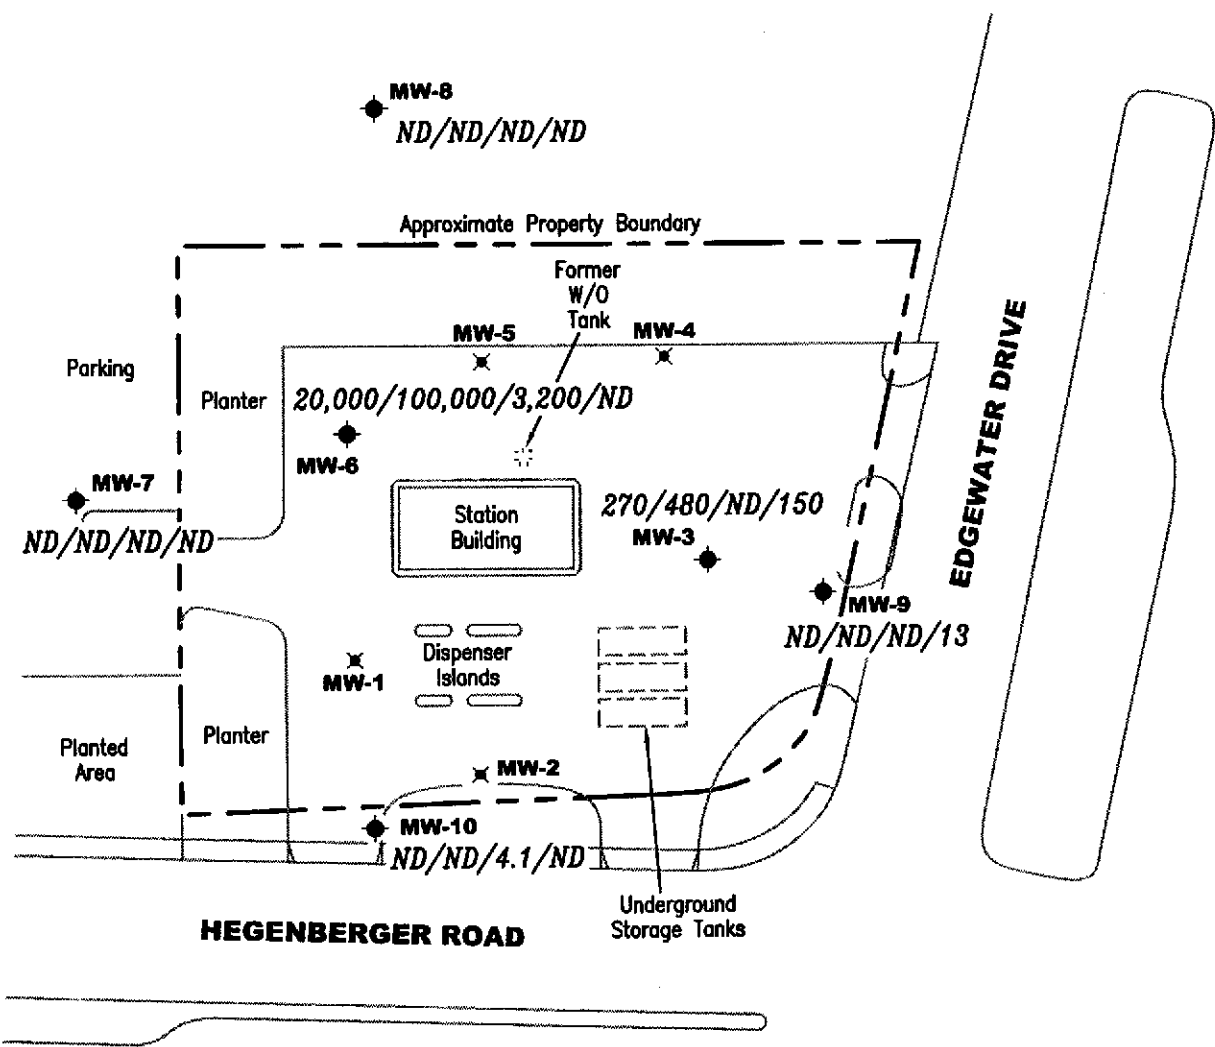 MW-8
ND/ND/ND/ND
Approximate Property Boundary
Former
W/O
Tank
MW-5
MW-4
Parking
Planter
20,000/100,000/3,200/ND
MW-6
MW-7
ND/ND/ND/ND
Station
Building
270/480/ND/150
MW-3
EDGEWATER DRIVE
MW-9
ND/ND/ND/13
MW-1
Dispenser
Islands
Planter
Planted
Area
MW-2
MW-10
ND/ND/4.1/ND
Underground
Storage Tanks
HEGENBERGER ROAD